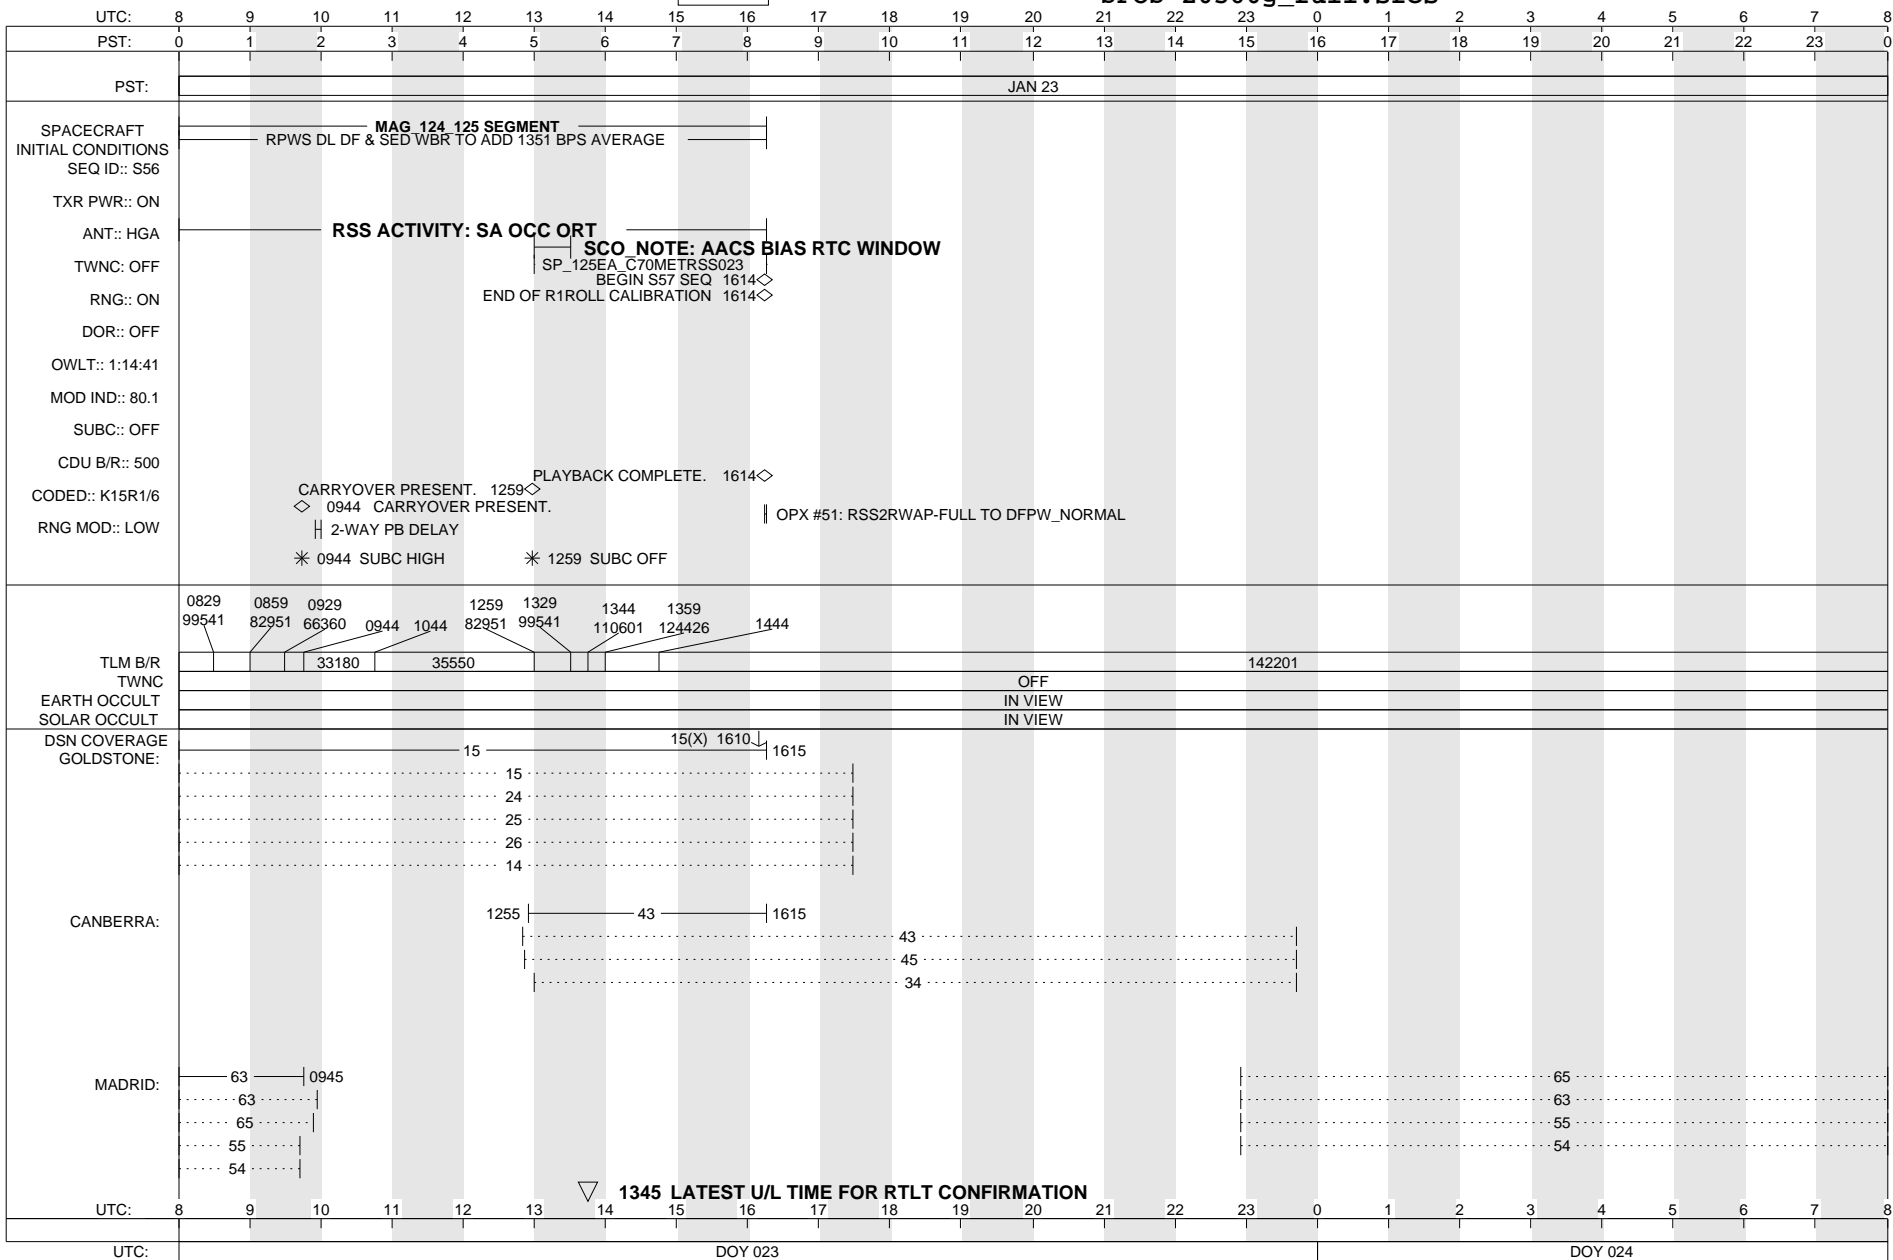 UTC: 8 9 10 11 12 13 14 15 16 17 18 19 20 21 22 23 0 1 2 3 4 5 6 7 8
PST: 0 1 2 3 4 5 6 7 8 9 10 11 12 13 14 15 16 17 18 19 20 21 22 23 0
PST: JAN 23
SPACECRAFT
INITIAL CONDITIONS
SEQ ID:: S56
TXR PWR:: ON
ANT:: HGA
TWNC: OFF
RNG:: ON
DOR:: OFF
OWLT:: 1:14:41
MOD IND:: 80.1
SUBC:: OFF
CDU B/R:: 500
CODED:: K15R1/6
RNG MOD:: LOW
MAG_124_125 SEGMENT
RPWS DL DF & SED WBR TO ADD 1351 BPS AVERAGE
RSS ACTIVITY: SA OCC ORT
SCO_NOTE: AACS BIAS RTC WINDOW
SP_125EA_C70METRSS023
BEGIN S57 SEQ 1614
END OF R1ROLL CALIBRATION 1614
PLAYBACK COMPLETE. 1614
CARRYOVER PRESENT. 1259
0944 CARRYOVER PRESENT.
OPX #51: RSS2RWAP-FULL TO DFPW_NORMAL
2-WAY PB DELAY
0944 SUBC HIGH
1259 SUBC OFF
0829 0859 0929 1259 1329 1344 1359
99541 82951 66360 0944 1044 82951 99541 110601 124426 1444
TLM B/R 33180 35550 142201
TWNC OFF
EARTH OCCULT IN VIEW
SOLAR OCCULT IN VIEW
DSN COVERAGE
GOLDSTONE:
15(X) 1610
15 1615
15
24
25
26
14
CANBERRA:
1255 43 1615
43
45
34
MADRID:
63 0945
65
63
63
65
55
55
54
54
1345 LATEST U/L TIME FOR RTLT CONFIRMATION
UTC: 8 9 10 11 12 13 14 15 16 17 18 19 20 21 22 23 0 1 2 3 4 5 6 7 8
UTC: DOY 023 DOY 024